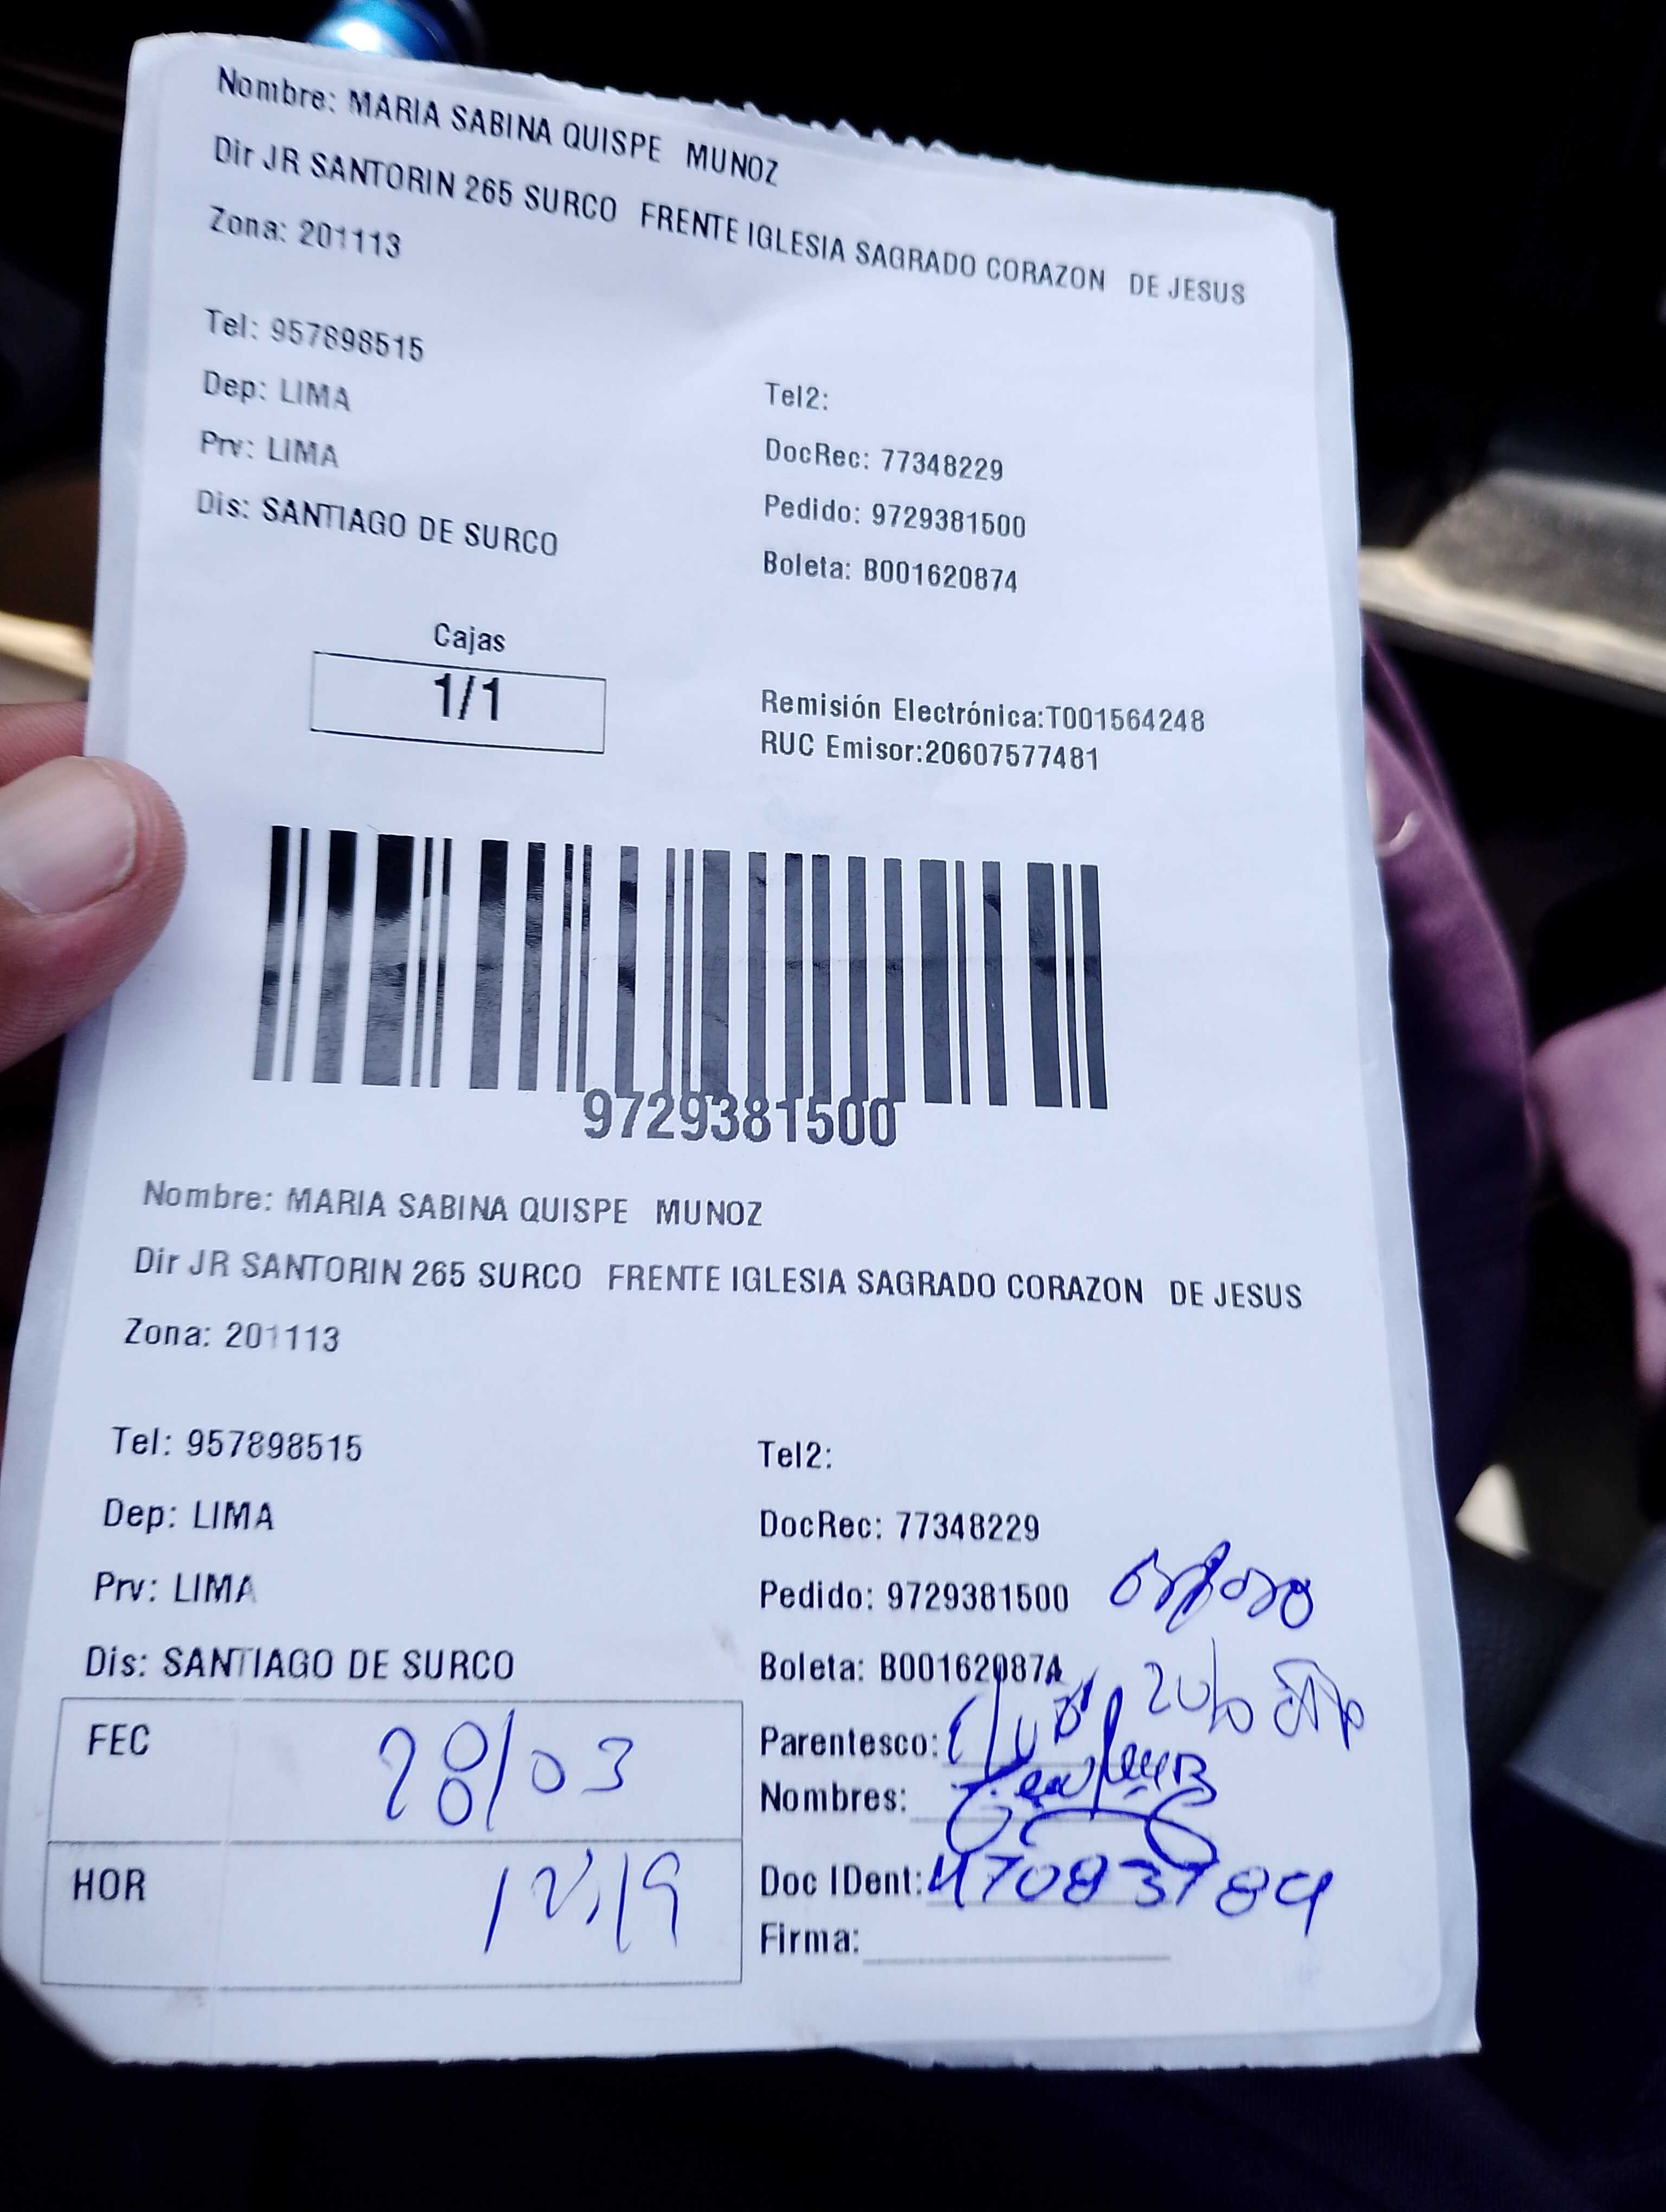 Nombre: MARIA SABINA QUISPE MUNOZ
Dir JR SANTORIN 265 SURCO FRENTE IGLESIA SAGRADO CORAZON DE JESUS
Zona: 201113
Tel: 957898515
Dep: LIMA
Prv: LIMA
Dis: SANTIAGO DE SURCO
Tel2:
DocRec: 77348229
Pedido: 9729381500
Boleta: B001620874
Cajas
1/1
Remisión Electrónica:T001564248
RUC Emisor:20607577481
9729381500
Nombre: MARIA SABINA QUISPE MUNOZ
Dir JR SANTORIN 265 SURCO FRENTE IGLESIA SAGRADO CORAZON DE JESUS
Zona: 201113
Tel: 957898515
Dep: LIMA
Prv: LIMA
Dis: SANTIAGO DE SURCO
Tel2:
DocRec: 77348229
Pedido: 9729381500
Boleta: B001620874
FEC 28/03
HOR 12:19
Parentesco:
Nombres:
Doc IDent: 47083789
Firma: